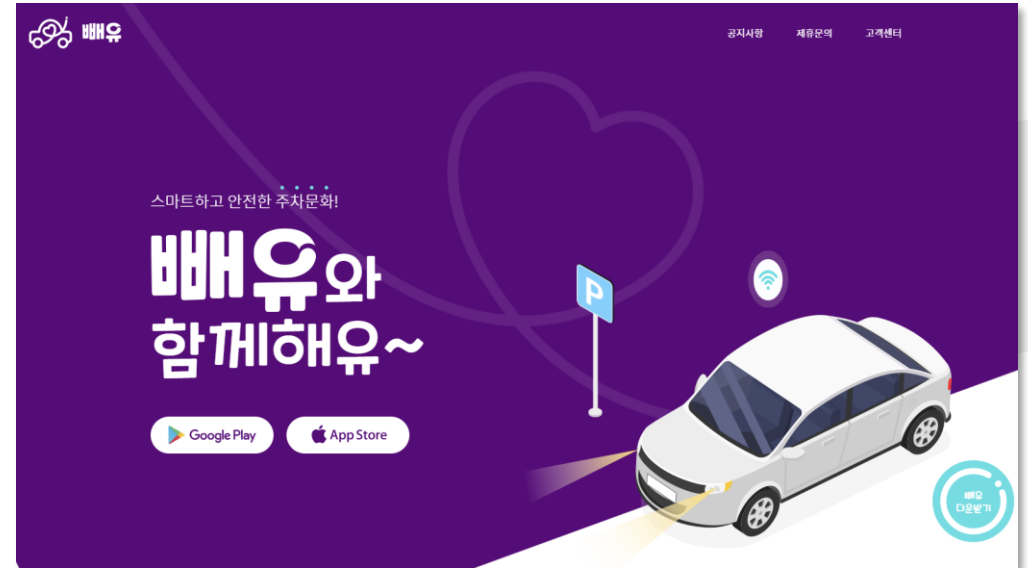 빼유
공지사항 제휴문의 고객센터
스마트하고 안전한 주차문화!
빼유와
함께해유~
Google Play
App Store
P
빼유
다운받기